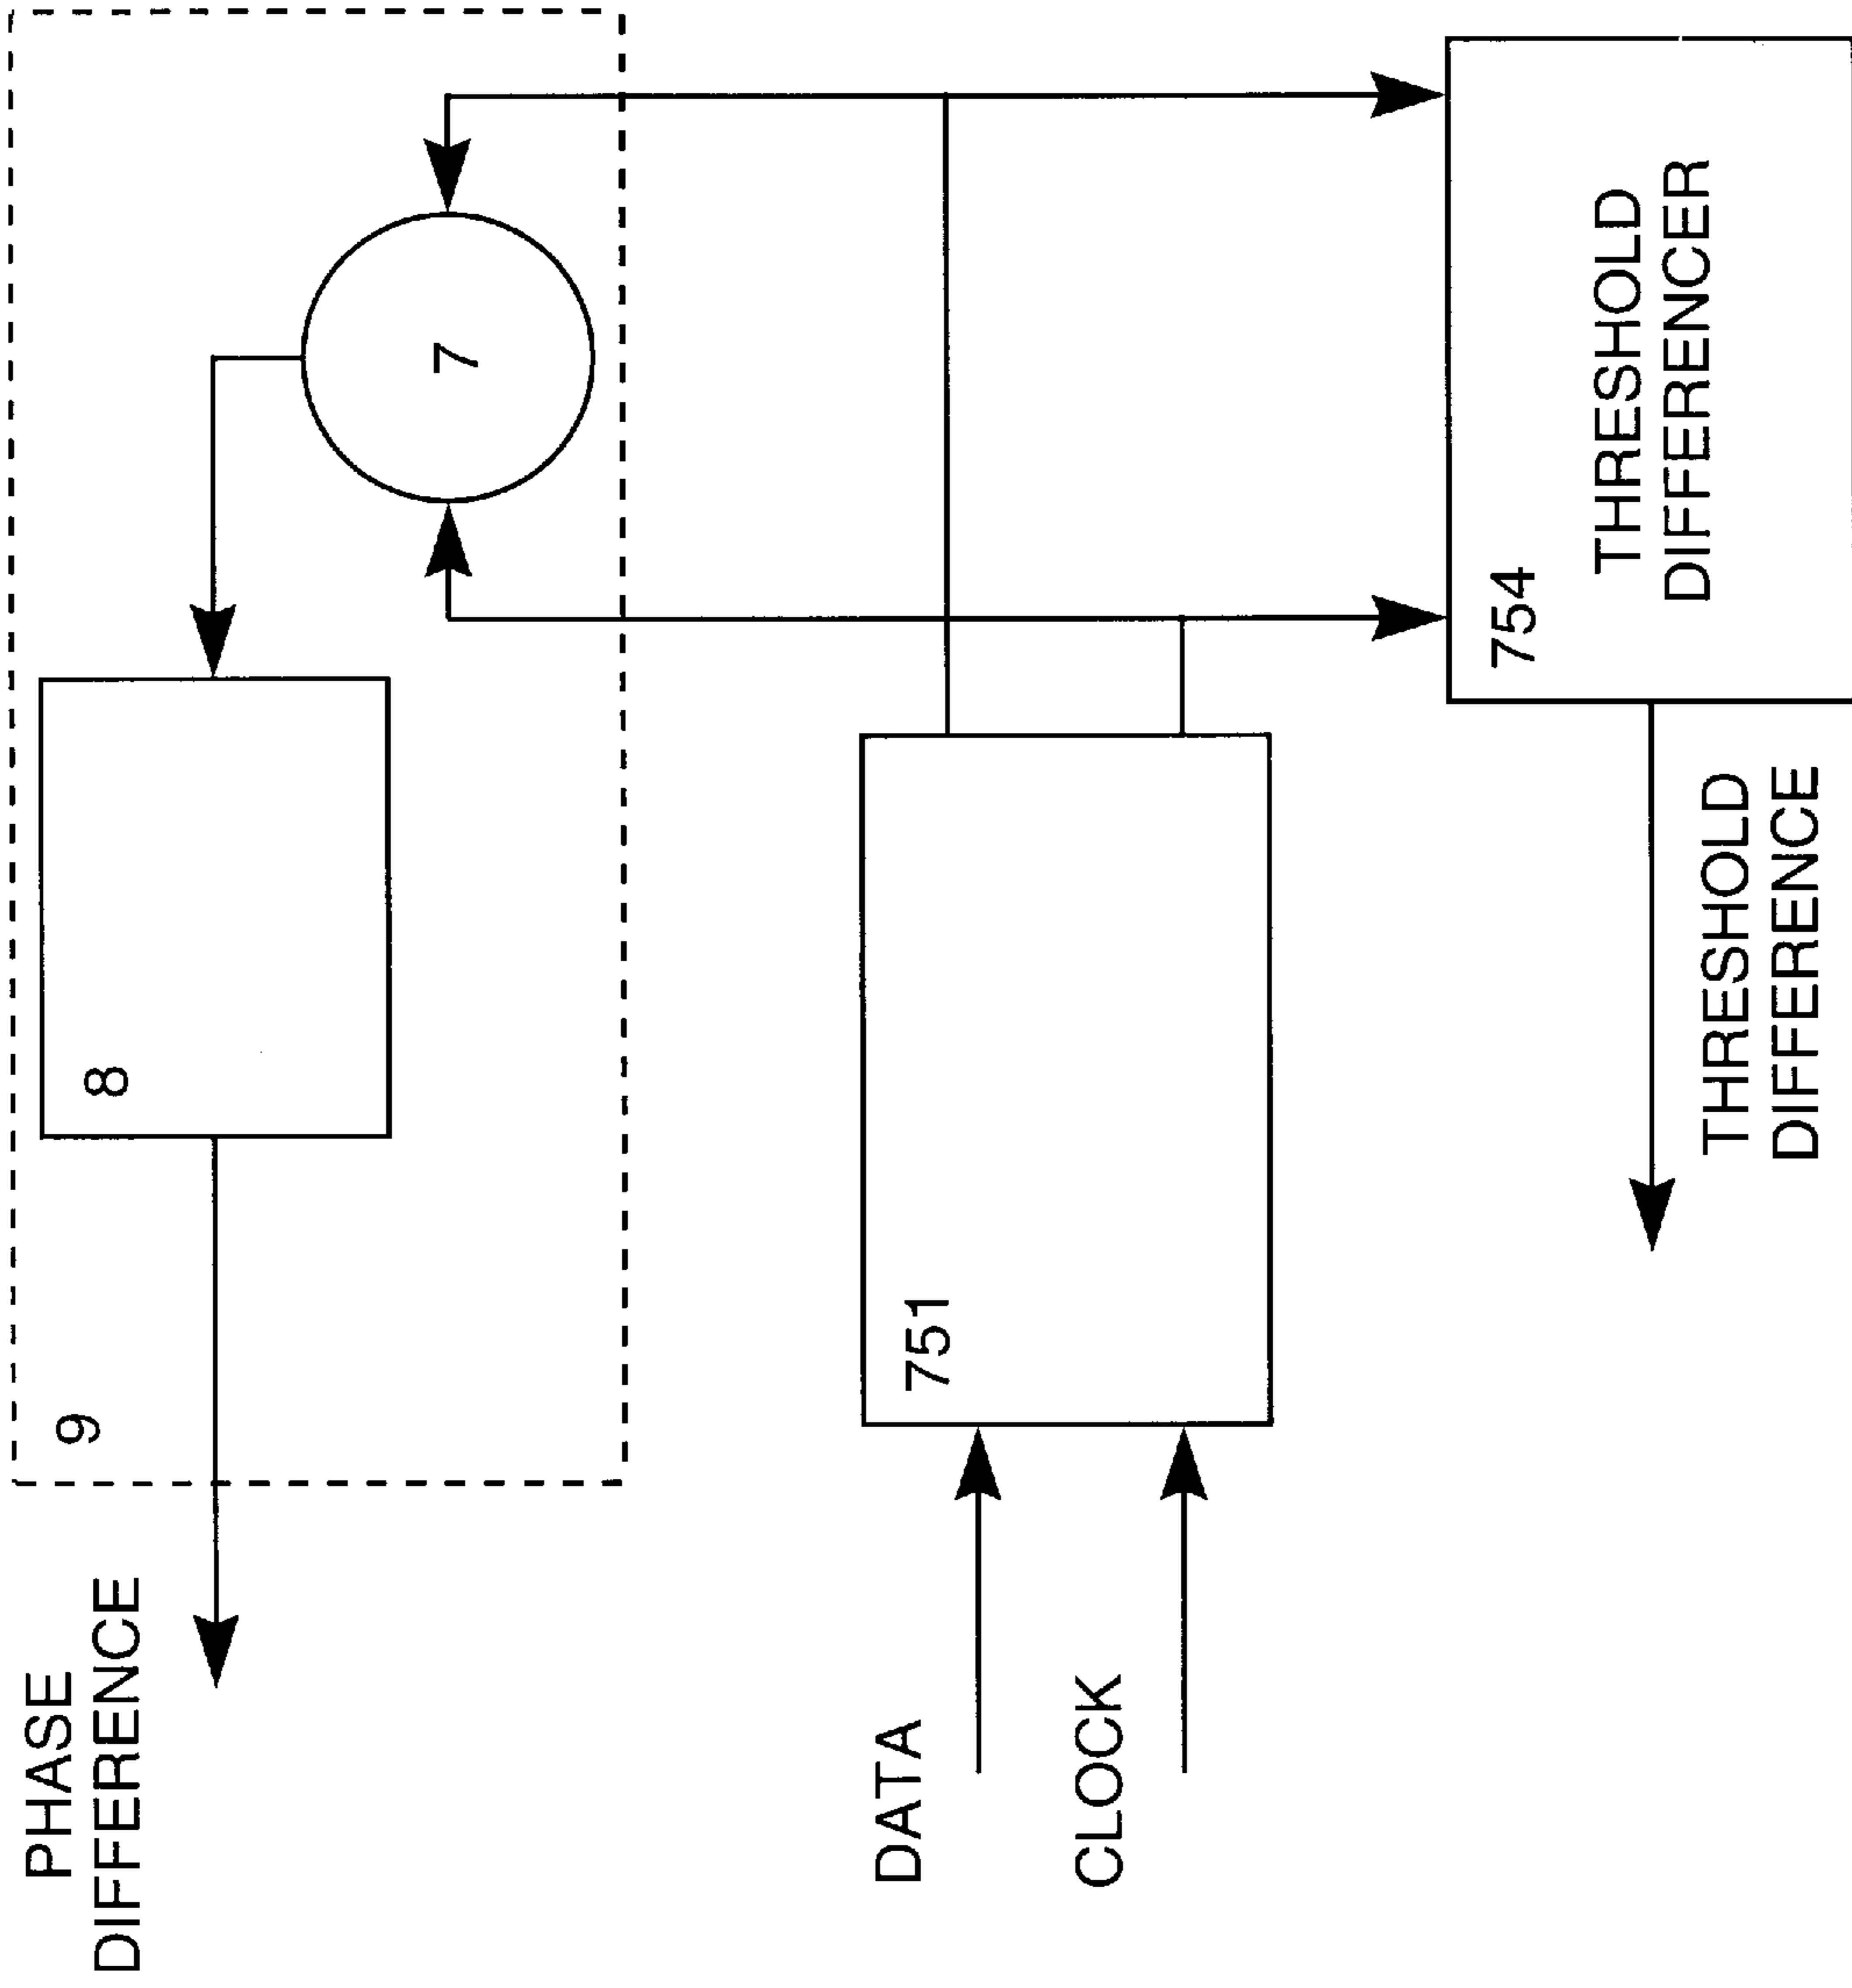 PHASE
DIFFERENCE
9
8
7
DATA
CLOCK
751
754
THRESHOLD
DIFFERENCER
THRESHOLD
DIFFERENCE